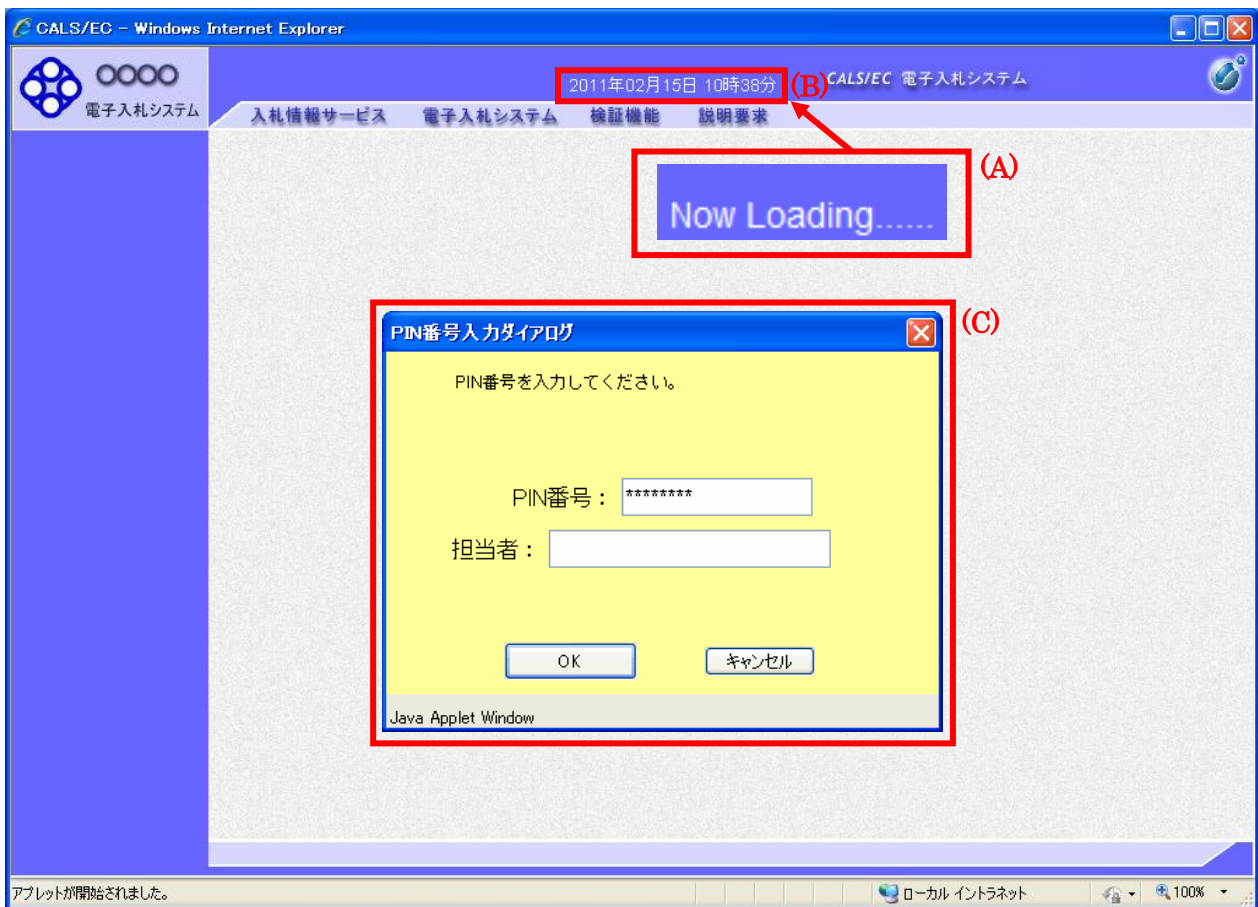 CALS/EC - Windows Internet Explorer
○○○○
電子入札システム
2011年02月15日 10時38分
(B)
CALS/EC 電子入札システム
入札情報サービス 電子入札システム 検証機能 説明要求
(A)
Now Loading......
(C)
PIN番号入力ダイアログ
PIN番号を入力してください。
PIN番号： ********
担当者：
OK キャンセル
Java Applet Window
アプレットが開始されました。 ローカル イントラネット 100%